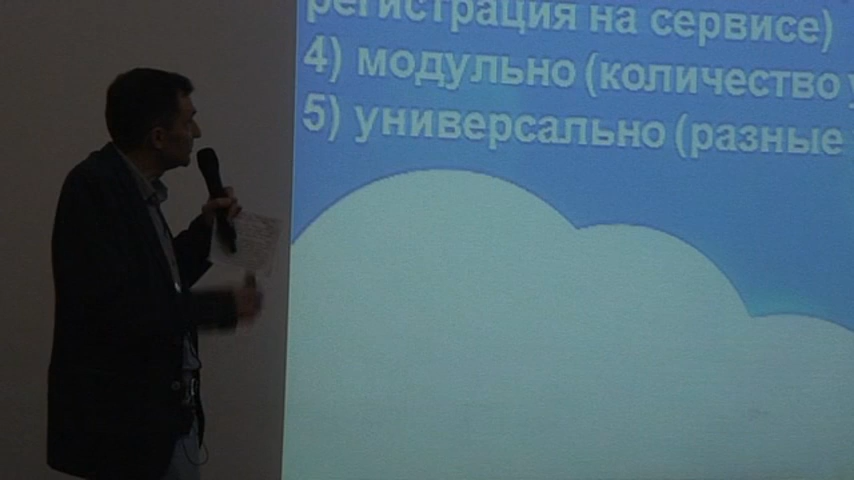 регистрация на сервисе)
4) модульно (количество
5) универсально (разные